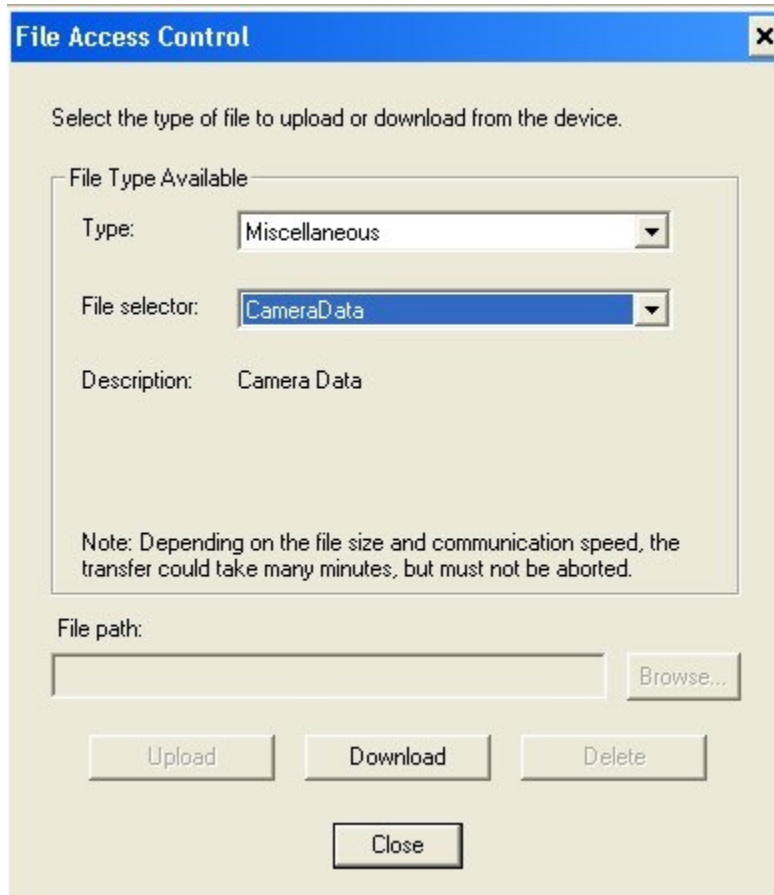 File Access Control
Select the type of file to upload or download from the device.
File Type Available
Type: Miscellaneous
File selector: CameraData
Description: Camera Data
Note: Depending on the file size and communication speed, the
transfer could take many minutes, but must not be aborted.
File path:
Browse...
Upload Download Delete
Close